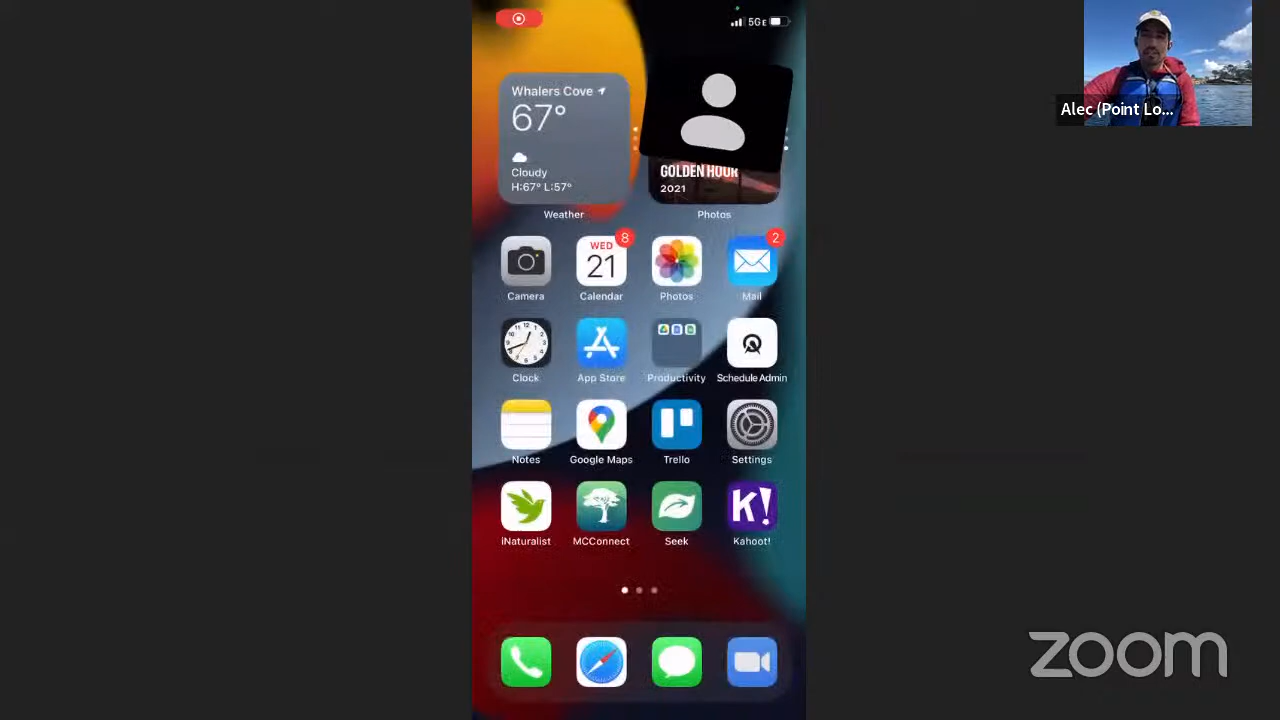 5GE
Alec (Point Lo...
Whalers Cove
67°
Cloudy
H:67° L:57°
Weather
GOLDEN HOUR
2021
Photos
8
WED
21
2
Camera
Calendar
Photos
Mail
Clock
App Store
Productivity
Schedule Admin
Notes
Google Maps
Trello
Settings
K!
iNaturalist
MCConnect
Seek
Kahoot!
zoom